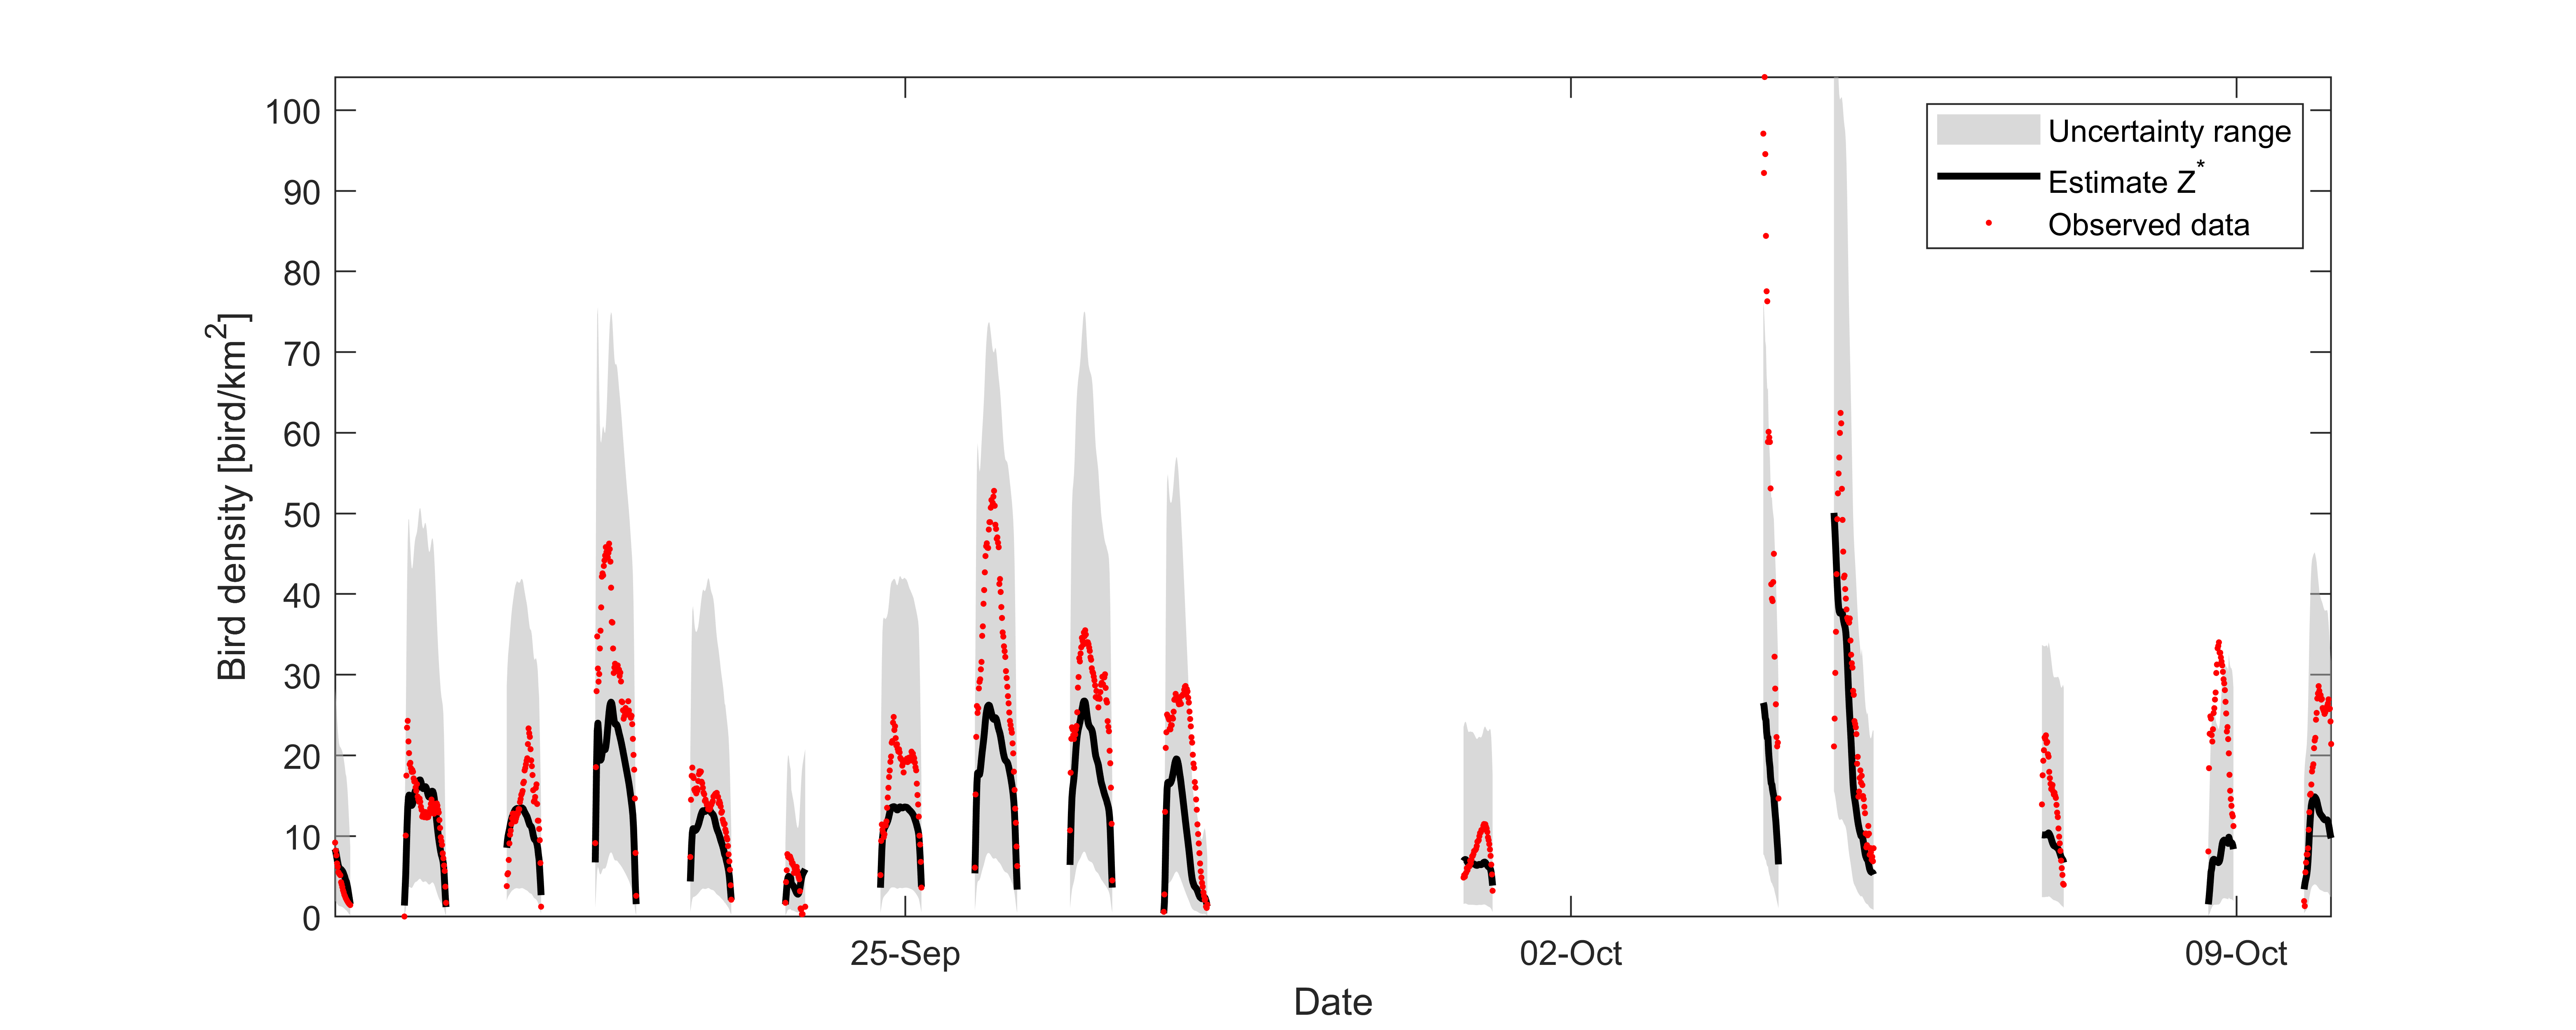 100
90
80
70
60
50
40
30
20
10
0
Bird density [bird/km²]
Uncertainty range
Estimate Z*
Observed data
25-Sep
02-Oct
09-Oct
Date